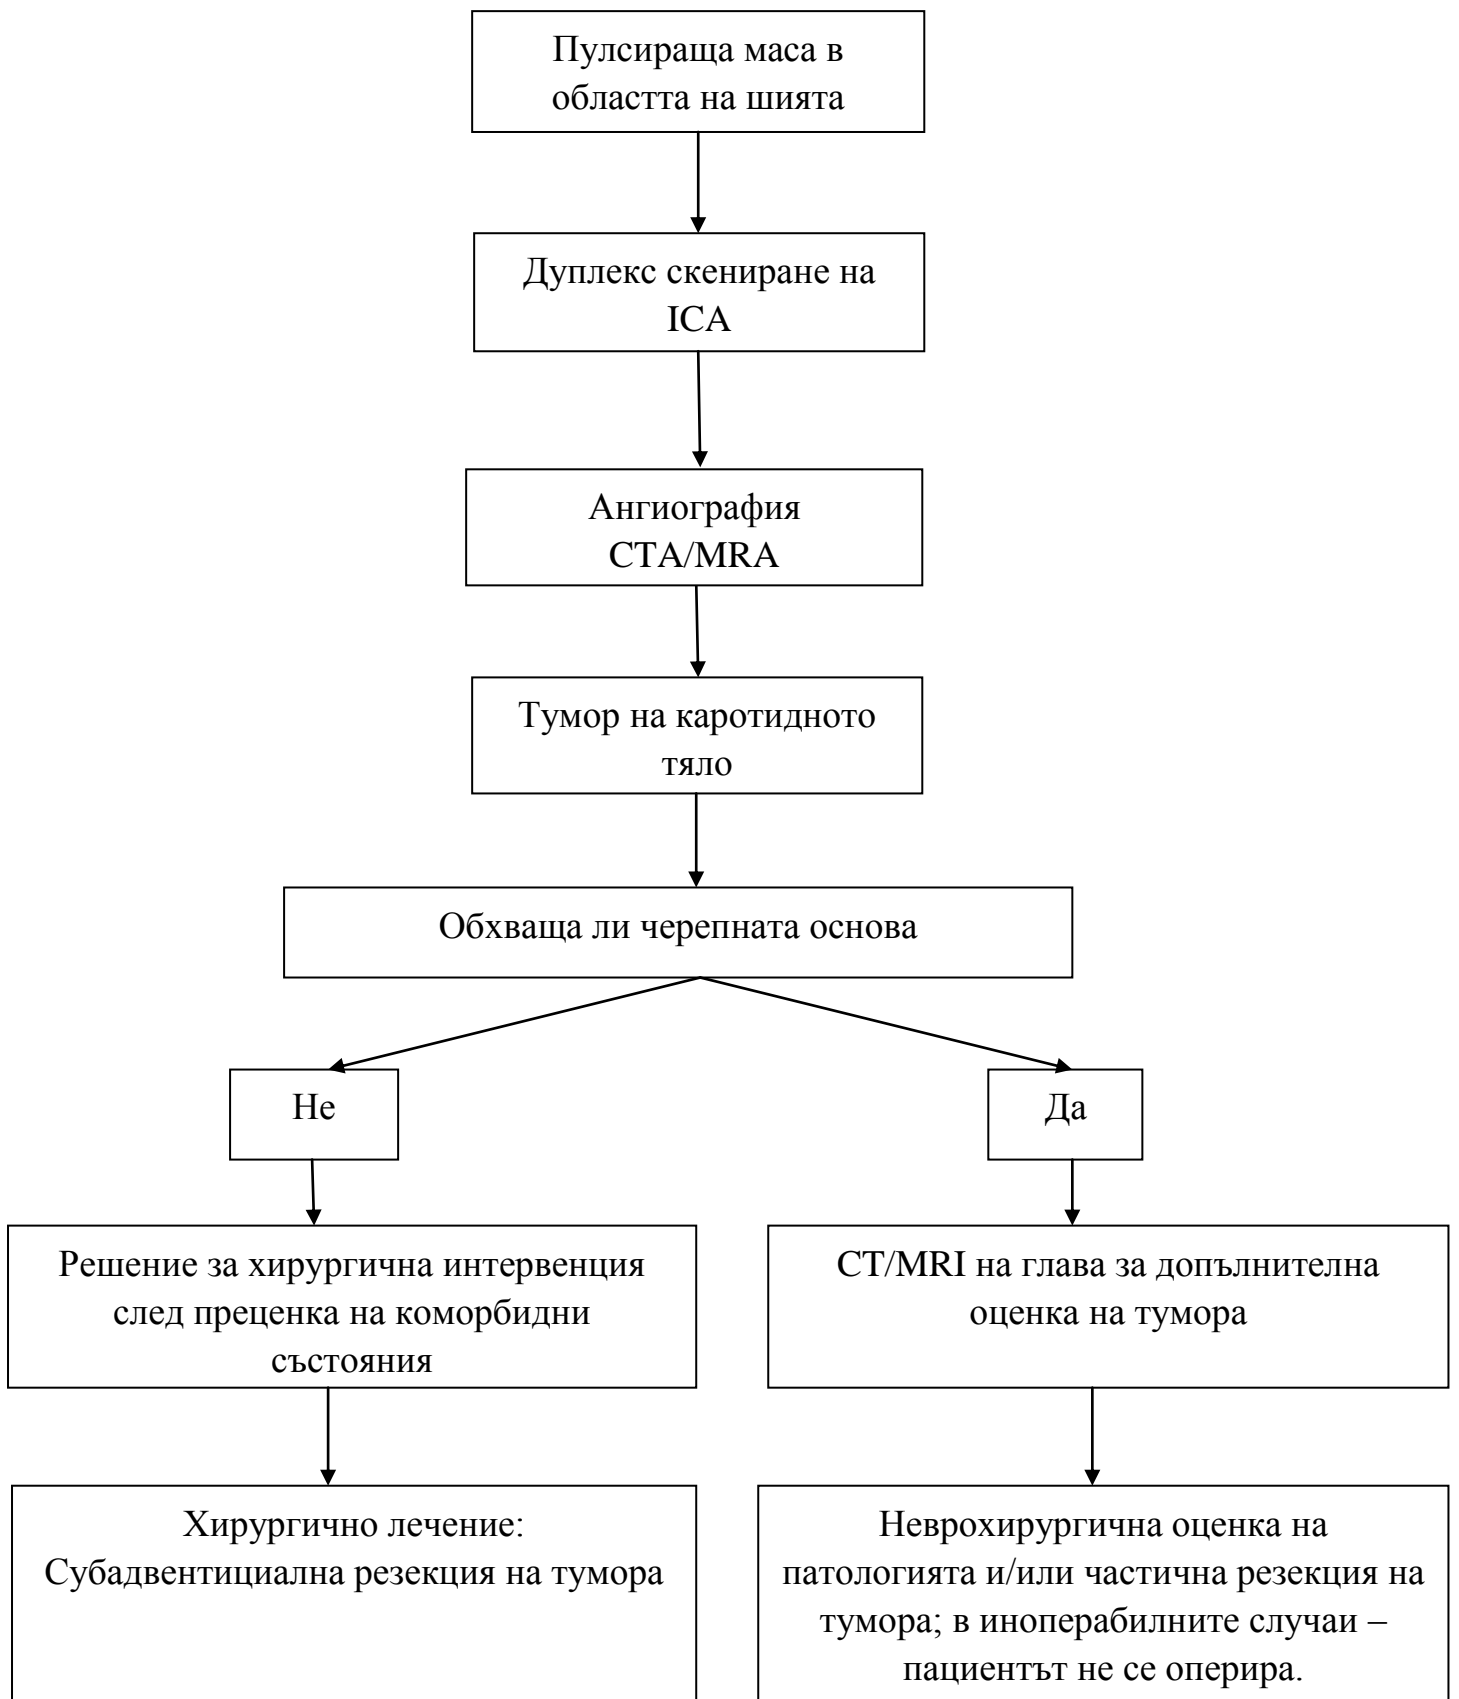 Пулсираща маса в
областта на шията
Дуплекс скениране на
ICA
Ангиография
CTA/MRA
Тумор на каротидното
тяло
Обхваща ли черепната основа
Не
Да
Решение за хирургична интервенция
след преценка на коморбидни
състояния
CT/MRI на глава за допълнителна
оценка на тумора
Хирургично лечение:
Субадвентициална резекция на тумора
Неврохирургична оценка на
патологията и/или частична резекция на
тумора; в иноперабилните случаи –
пациентът не се оперира.